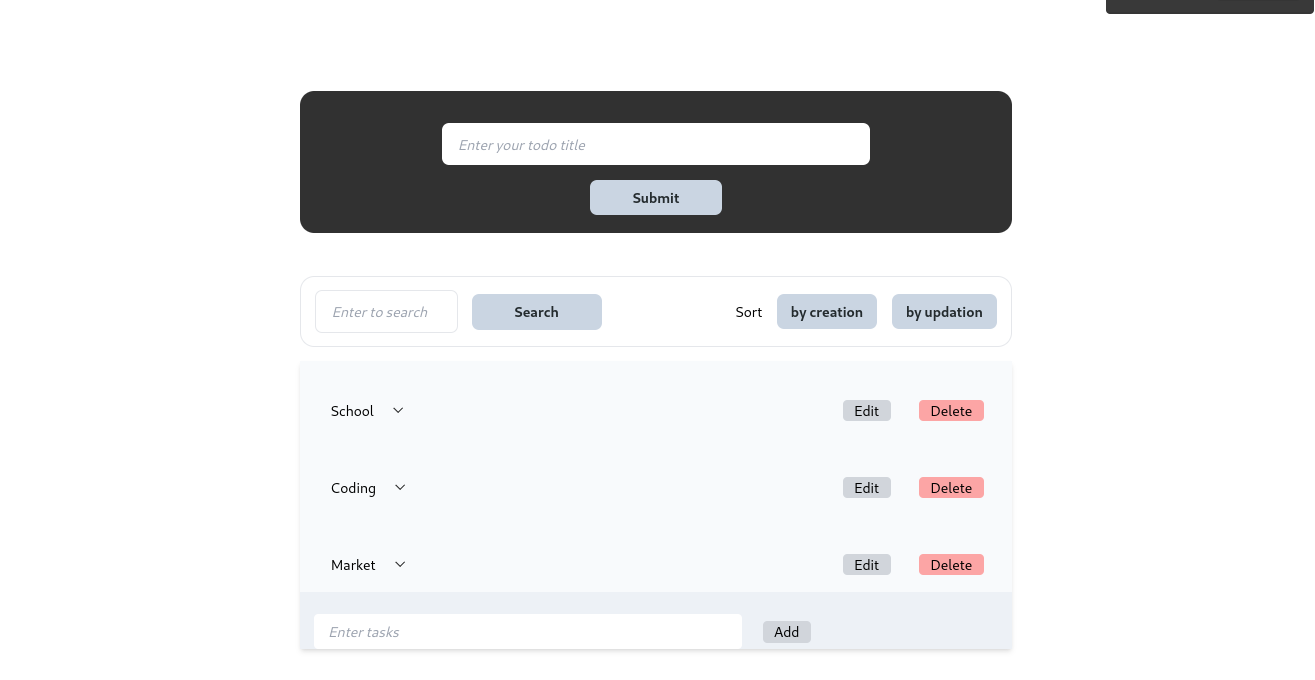 Enter your todo title
Submit
Enter to search Search Sort by creation by updation
School Edit Delete
Coding Edit Delete
Market Edit Delete
Enter tasks Add